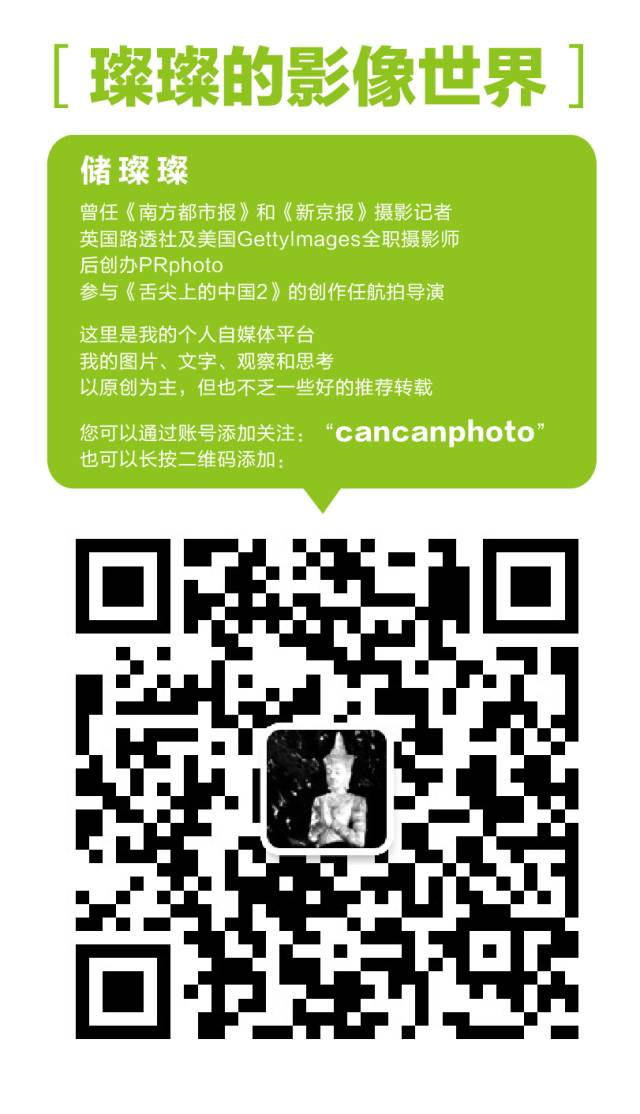 [ 璨璨的影像世界 ]
储璨璨
曾任《南方都市报》和《新京报》摄影记者
英国路透社及美国GettyImages全职摄影师
后创办PRphoto
参与《舌尖上的中国2》的创作任航拍导演
这里是我的个人自媒体平台
我的图片、文字、观察和思考
以原创为主，但也不乏一些好的推荐转载
您可以通过账号添加关注：“cancanphoto”
也可以长按二维码添加：